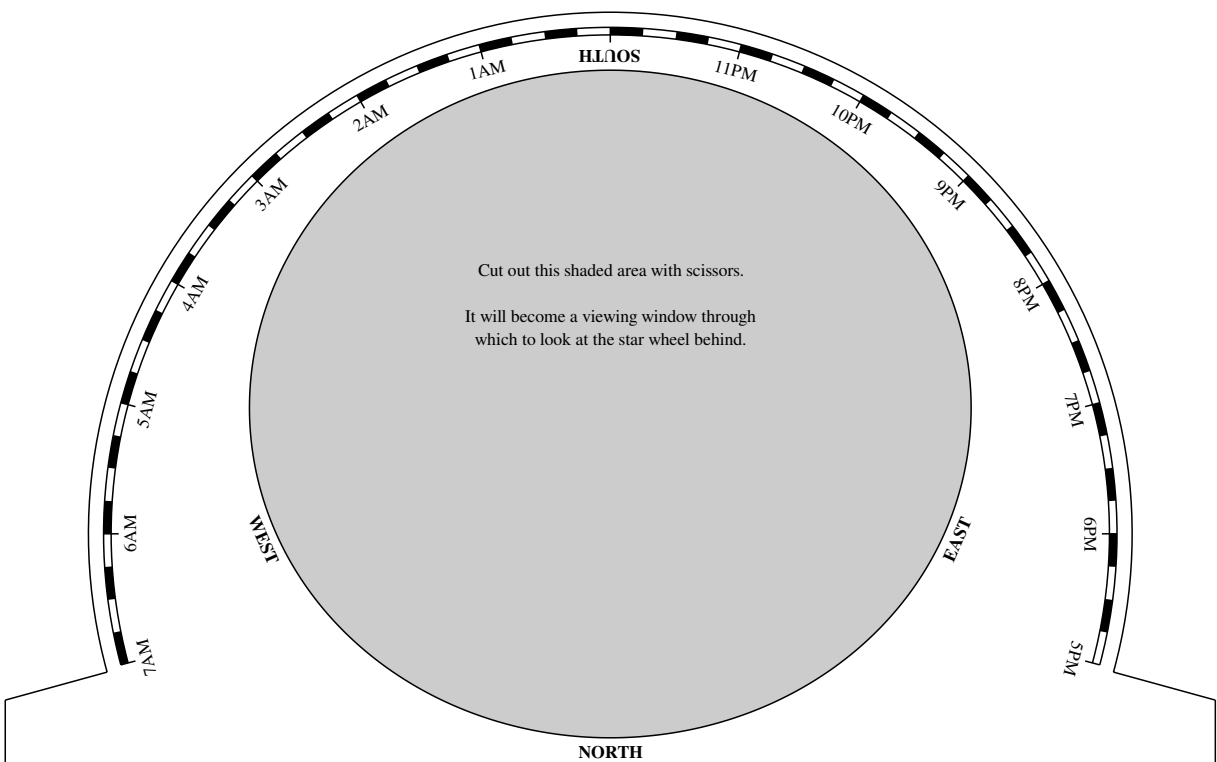 SOUTH
1AM
11PM
2AM
10PM
3AM
9PM
4AM
8PM
Cut out this shaded area with scissors.
It will become a viewing window through
which to look at the star wheel behind.
5AM
7PM
6AM
6PM
WEST
EAST
7AM
5PM
NORTH